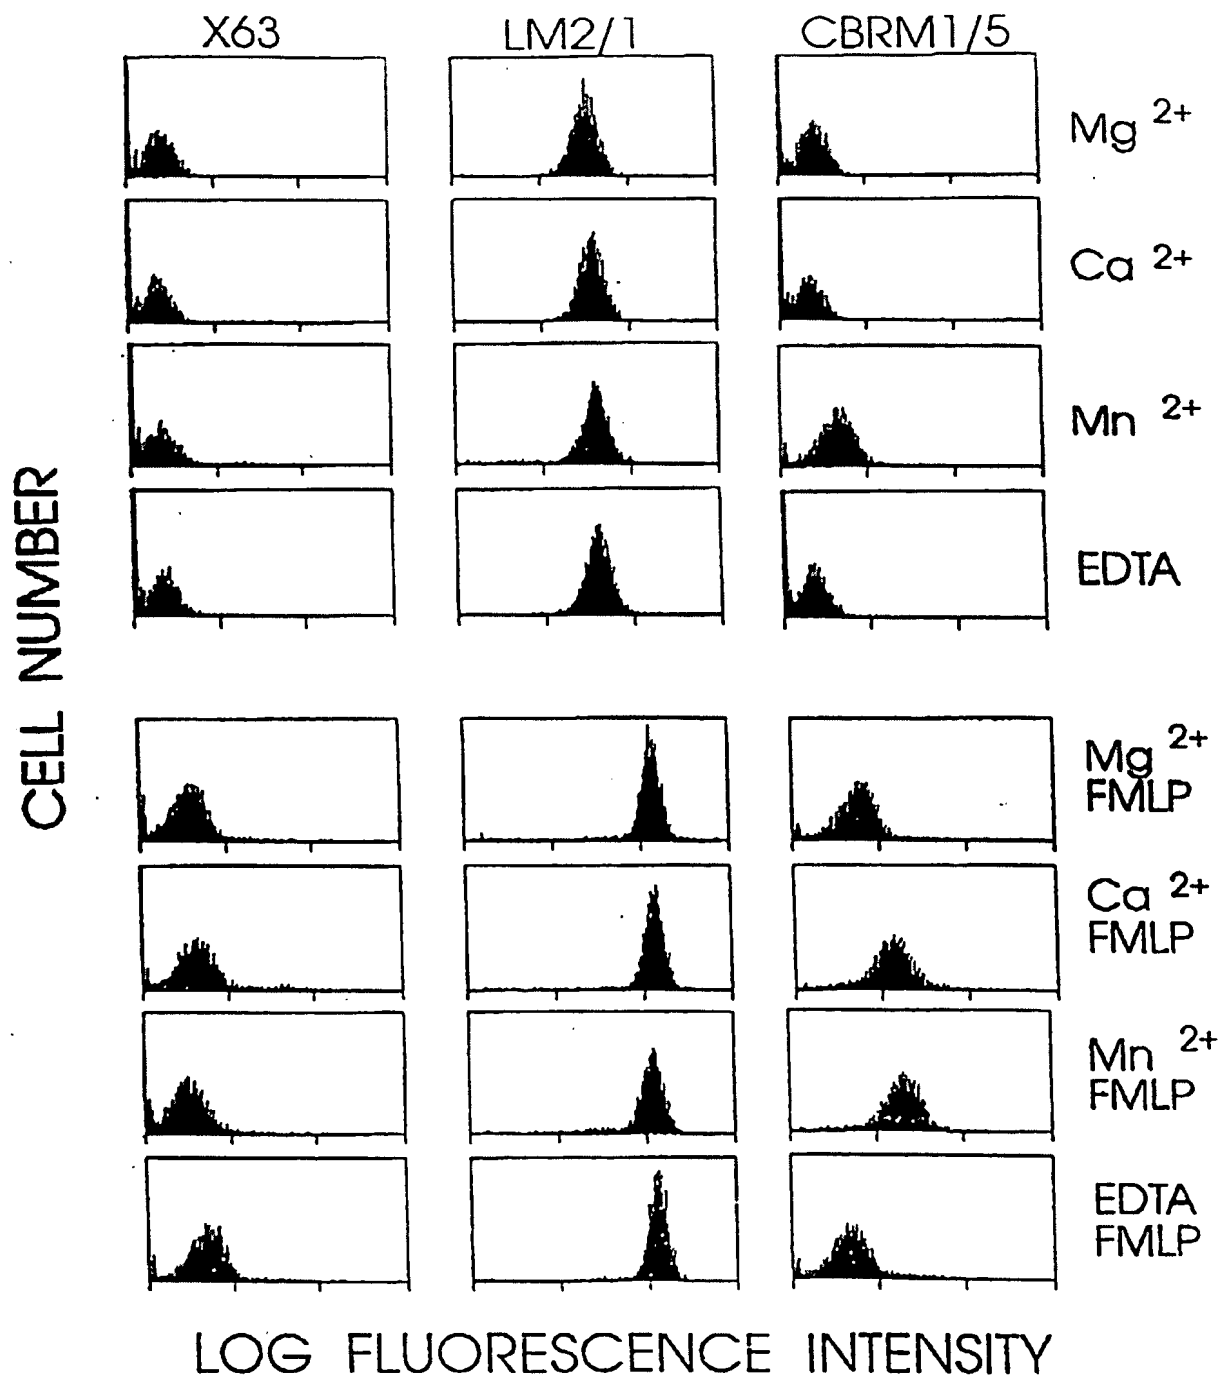 X63 LM2/1 CBRM1/5
Mg 2+
Ca 2+
Mn 2+
EDTA
CELL NUMBER
Mg 2+
FMLP
Ca 2+
FMLP
Mn 2+
FMLP
EDTA
FMLP
LOG FLUORESCENCE INTENSITY